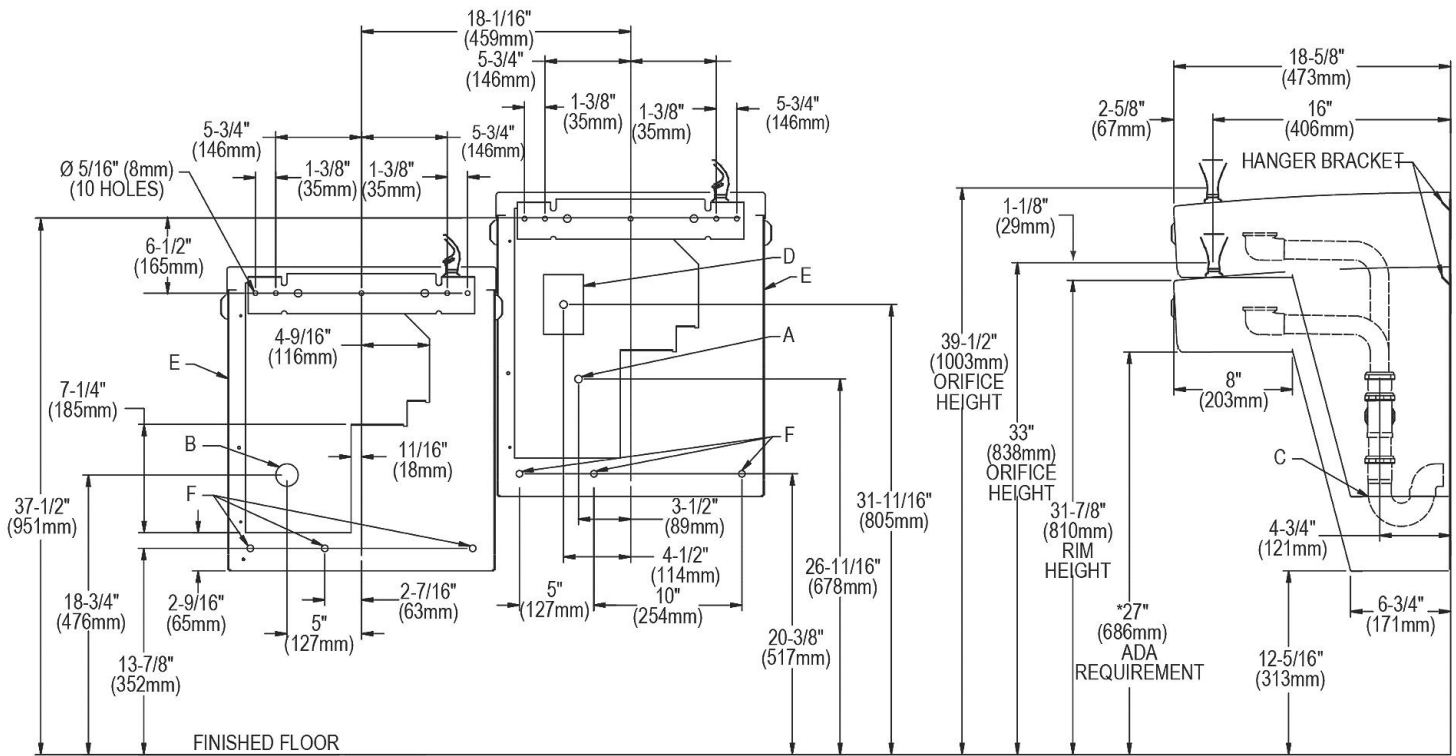 18-1/16"
(459mm)
5-3/4"
(146mm)
1-3/8"
(35mm)
1-3/8"
(35mm)
5-3/4"
(146mm)
5-3/4"
(146mm)
5-3/4"
(146mm)
Ø 5/16" (8mm)
(10 HOLES)
1-3/8"
(35mm)
1-3/8"
(35mm)
6-1/2"
(165mm)
D
E
A
4-9/16"
(116mm)
E
7-1/4"
(185mm)
B
11/16"
(18mm)
F
F
37-1/2"
(951mm)
3-1/2"
(89mm)
31-11/16"
(805mm)
4-1/2"
(114mm)
26-11/16"
(678mm)
18-3/4"
(476mm)
2-9/16"
(65mm)
2-7/16"
(63mm)
5"
(127mm)
5"
(127mm)
10"
(254mm)
20-3/8"
(517mm)
13-7/8"
(352mm)
FINISHED FLOOR
18-5/8"
(473mm)
2-5/8"
(67mm)
16"
(406mm)
HANGER BRACKET
1-1/8"
(29mm)
39-1/2"
(1003mm)
ORIFICE
HEIGHT
8"
(203mm)
33"
(838mm)
ORIFICE
HEIGHT
C
31-7/8"
(810mm)
RIM
HEIGHT
4-3/4"
(121mm)
*27"
(686mm)
ADA
REQUIREMENT
6-3/4"
(171mm)
12-5/16"
(313mm)